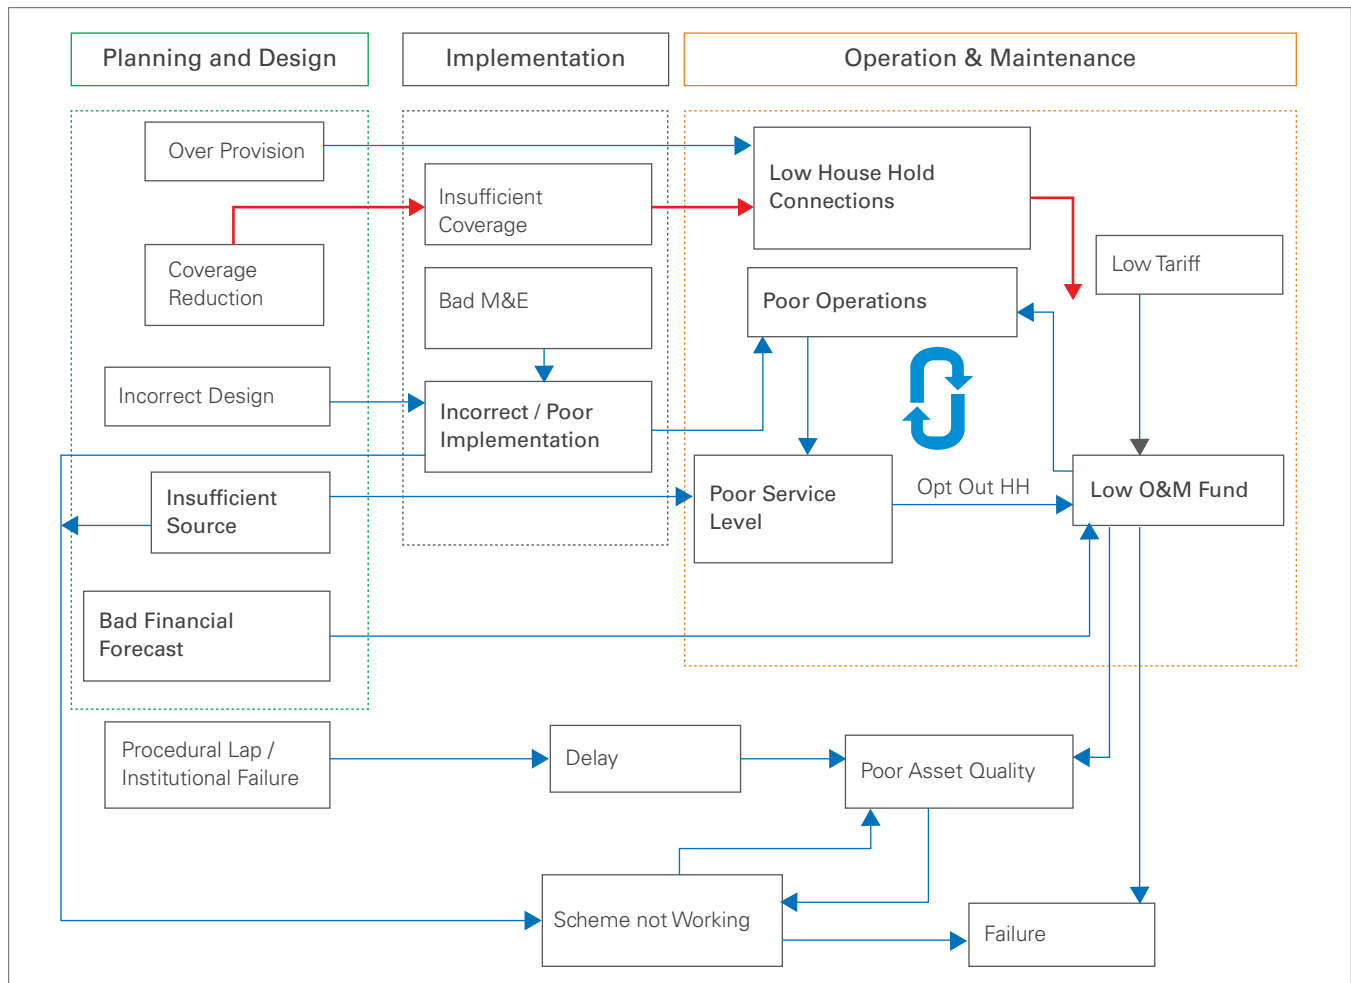 Planning and Design
Implementation
Operation & Maintenance
Over Provision
Insufficient
Coverage
Low House Hold
Connections
Coverage
Reduction
Low Tariff
Bad M&E
Poor Operations
Incorrect Design
Incorrect / Poor
Implementation
Insufficient
Source
Poor Service
Level
Opt Out HH
Low O&M Fund
Bad Financial
Forecast
Procedural Lap /
Institutional Failure
Delay
Poor Asset Quality
Scheme not Working
Failure